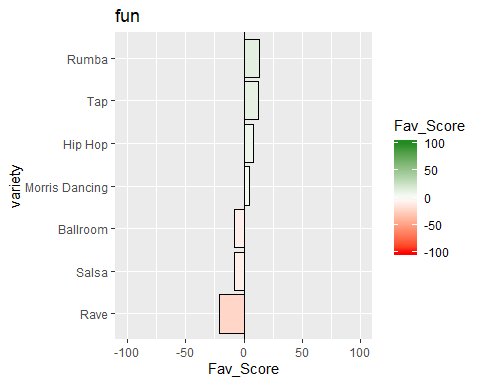 fun
variety
Rumba
Tap
Hip Hop
Morris Dancing
Ballroom
Salsa
Rave
-100 -50 0 50 100
Fav_Score
Fav_Score
100
50
0
-50
-100